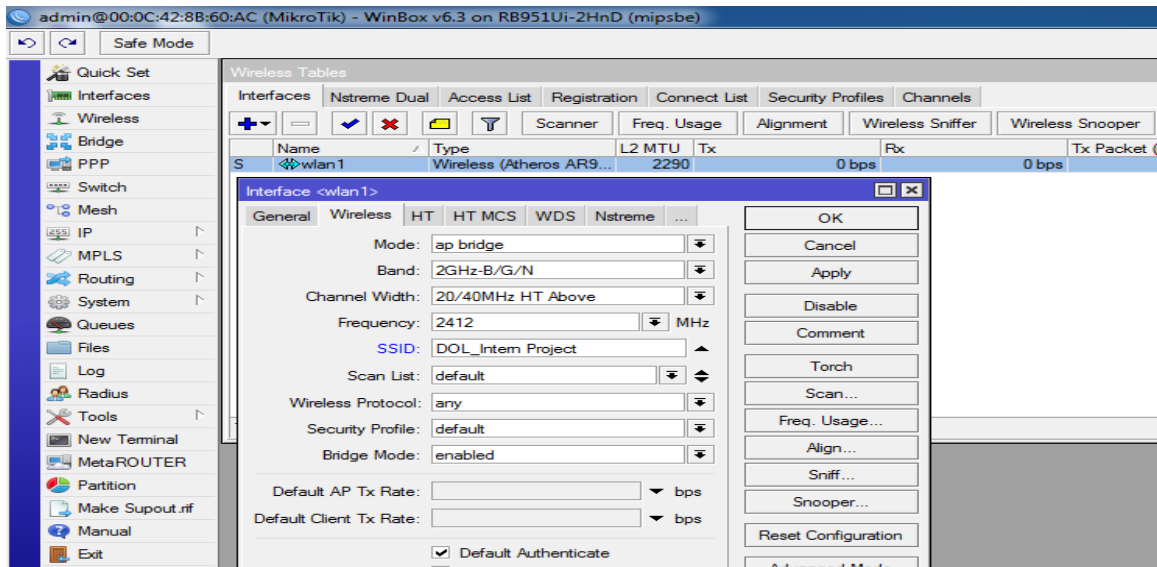 admin@00:0C:42:8B:60:AC (MikroTik) - WinBox v6.3 on RB951Ui-2HnD (mipsbe)
Safe Mode
Quick Set
Interfaces
Wireless
Bridge
PPP
Switch
Mesh
IP
MPLS
Routing
System
Queues
Files
Log
Radius
Tools
New Terminal
MetaROUTER
Partition
Make Supout.rif
Manual
Exit
Wireless Tables
Interfaces Nstreme Dual Access List Registration Connect List Security Profiles Channels
Scanner Freq. Usage Alignment Wireless Sniffer Wireless Snooper
Name Type L2 MTU Tx Rx Tx Packet (
S wlan1 Wireless (Atheros AR9... 2290 0 bps 0 bps
Interface <wlan1>
General Wireless HT HT MCS WDS Nstreme ...
Mode: ap bridge
Band: 2GHz-B/G/N
Channel Width: 20/40MHz HT Above
Frequency: 2412 MHz
SSID: DOL_Intern Project
Scan List: default
Wireless Protocol: any
Security Profile: default
Bridge Mode: enabled
Default AP Tx Rate: bps
Default Client Tx Rate: bps
Default Authenticate
OK
Cancel
Apply
Disable
Comment
Torch
Scan...
Freq. Usage...
Align...
Sniff...
Snooper...
Reset Configuration